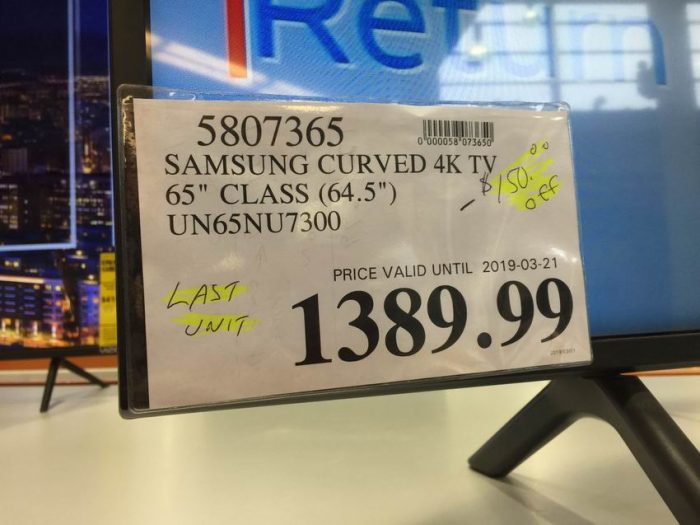 Return
5807365
0"000058"073650
SAMSUNG CURVED 4K TV
65" CLASS (64.5")
UN65NU7300
-$150.00
off
PRICE VALID UNTIL 2019-03-21
LAST
UNIT
1389.99